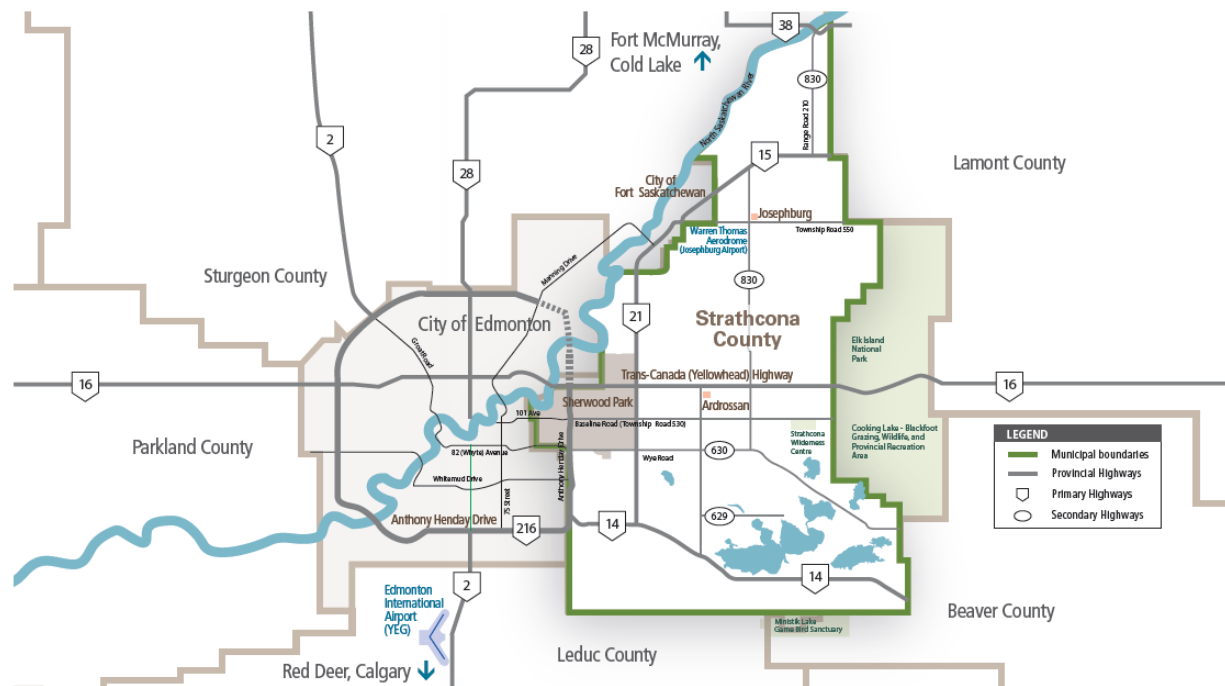 38
Fort McMurray,
Cold Lake
28
830
North Saskatchewan River
Range Road 210
2
15
Lamont County
28
City of
Fort Saskatchewan
Josephburg
Warren Thomas
Aerodrome
(Josephburg Airport)
Township Road 550
Manning Drive
Sturgeon County
830
21
Strathcona
County
City of Edmonton
Groat Road
Elk Island
National
Park
16
Trans-Canada (Yellowhead) Highway
16
Sherwood Park
Ardrossan
101 Ave
Baseline Road (Township Road 530)
Cooking Lake - Blackfoot
Grazing, Wildlife, and
Provincial Recreation
Area
Parkland County
Strathcona
Wilderness
Centre
82 (Whyte) Avenue
Anthony Henday Drive
Wye Road
630
Whitemud Drive
75 Street
LEGEND
Municipal boundaries
Provincial Highways
Primary Highways
Secondary Highways
Anthony Henday Drive
216
14
629
14
2
Edmonton
International
Airport
(YEG)
Beaver County
Ministik Lake
Game Bird Sanctuary
Leduc County
Red Deer, Calgary